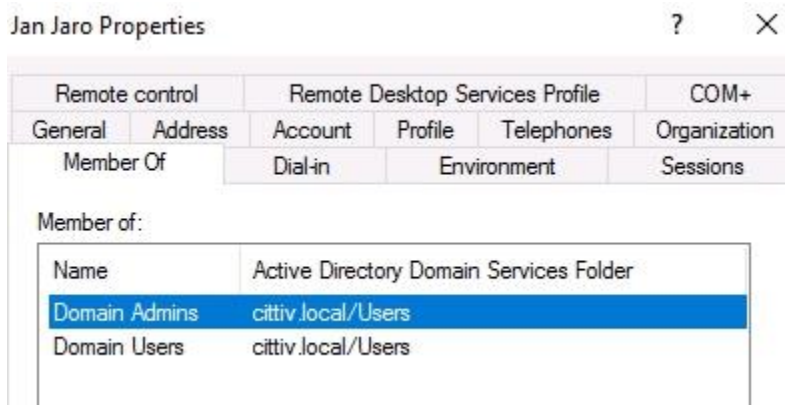 Jan Jaro Properties ? X
Remote control Remote Desktop Services Profile COM+
General Address Account Profile Telephones Organization
Member Of Dial-in Environment Sessions
Member of:
Name Active Directory Domain Services Folder
Domain Admins cittiv.local/Users
Domain Users cittiv.local/Users